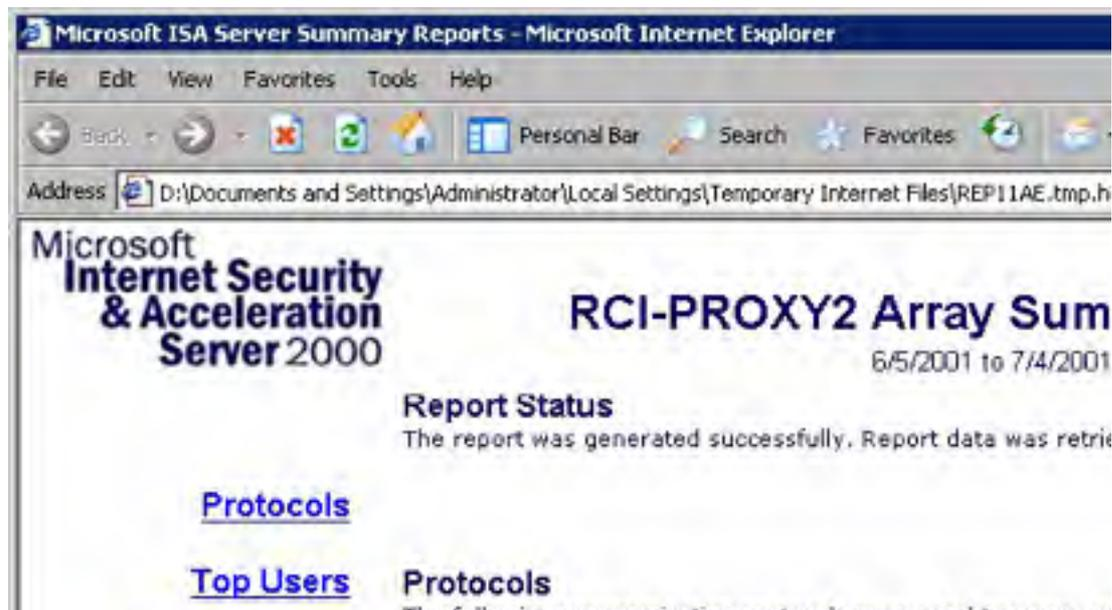 Microsoft ISA Server Summary Reports - Microsoft Internet Explorer
File Edit View Favorites Tools Help
Back Personal Bar Search Favorites
Address D:\Documents and Settings\Administrator\Local Settings\Temporary Internet Files\REP11AE.tmp.h
Microsoft
Internet Security
& Acceleration
Server 2000
RCI-PROXY2 Array Sum
6/5/2001 to 7/4/2001
Report Status
The report was generated successfully. Report data was retrie
Protocols
Top Users
Protocols